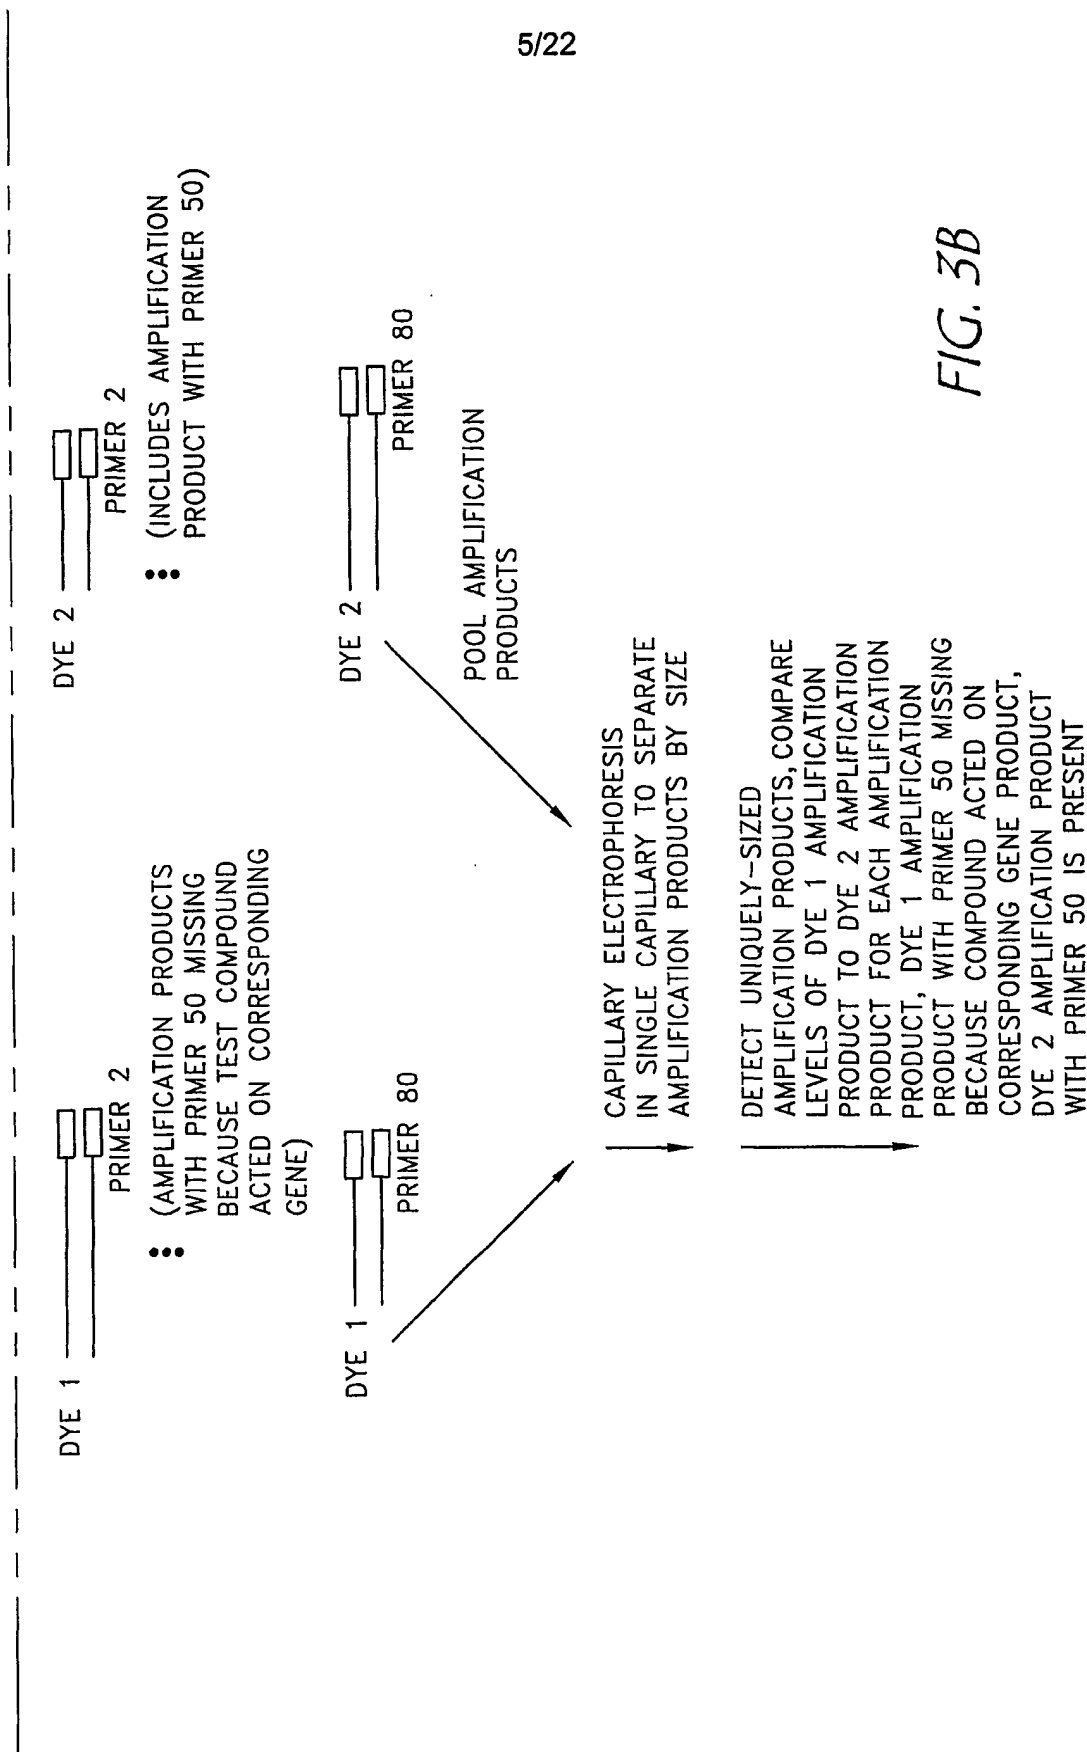 5/22
DYE 1
PRIMER 2
(AMPLIFICATION PRODUCTS
WITH PRIMER 50 MISSING
BECAUSE TEST COMPOUND
ACTED ON CORRESPONDING
GENE)
DYE 1
PRIMER 80
DYE 2
PRIMER 2
(INCLUDES AMPLIFICATION
PRODUCT WITH PRIMER 50)
DYE 2
PRIMER 80
POOL AMPLIFICATION
PRODUCTS
CAPILLARY ELECTROPHORESIS
IN SINGLE CAPILLARY TO SEPARATE
AMPLIFICATION PRODUCTS BY SIZE
DETECT UNIQUELY-SIZED
AMPLIFICATION PRODUCTS, COMPARE
LEVELS OF DYE 1 AMPLIFICATION
PRODUCT TO DYE 2 AMPLIFICATION
PRODUCT FOR EACH AMPLIFICATION
PRODUCT, DYE 1 AMPLIFICATION
PRODUCT WITH PRIMER 50 MISSING
BECAUSE COMPOUND ACTED ON
CORRESPONDING GENE PRODUCT,
DYE 2 AMPLIFICATION PRODUCT
WITH PRIMER 50 IS PRESENT
FIG. 3B